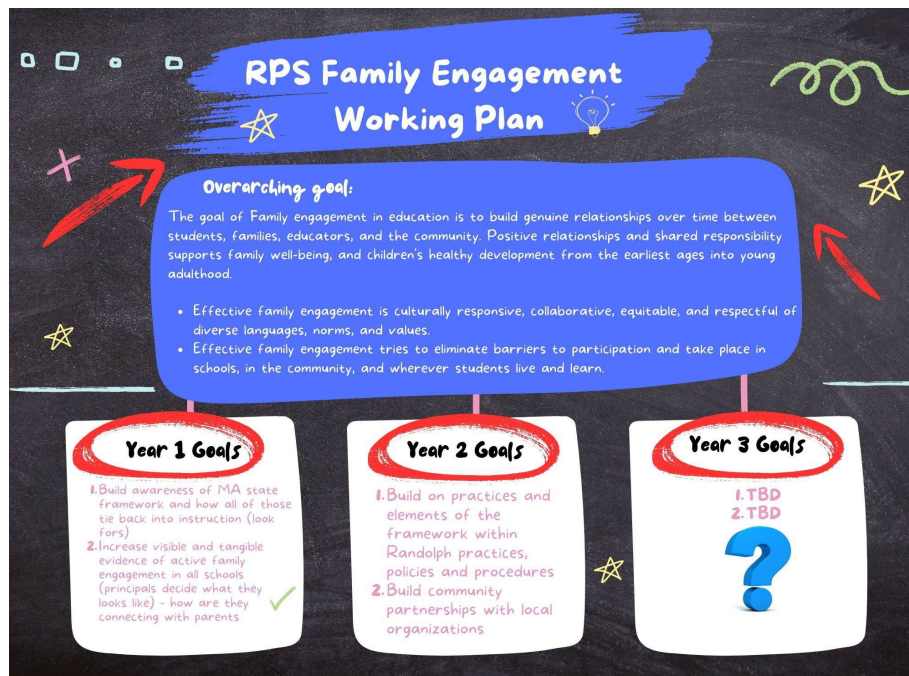 RPS Family Engagement
Working Plan
Overarching goal:
The goal of Family engagement in education is to build genuine relationships over time between
students, families, educators, and the community. Positive relationships and shared responsibility
supports family well-being, and children's healthy development from the earliest ages into young
adulthood.
• Effective family engagement is culturally responsive, collaborative, equitable, and respectful of
diverse languages, norms, and values.
• Effective family engagement tries to eliminate barriers to participation and take place in
schools, in the community, and wherever students live and learn.
Year 1 Goals
1. Build awareness of MA state
framework and how all of those
tie back into instruction (look
fors)
2. Increase visible and tangible
evidence of active family
engagement in all schools
(principals decide what they
looks like) - how are they
connecting with parents
Year 2 Goals
1. Build on practices and
elements of the
framework within
Randolph practices,
policies and procedures
2. Build community
partnerships with local
organizations
Year 3 Goals
1. TBD
2. TBD
?